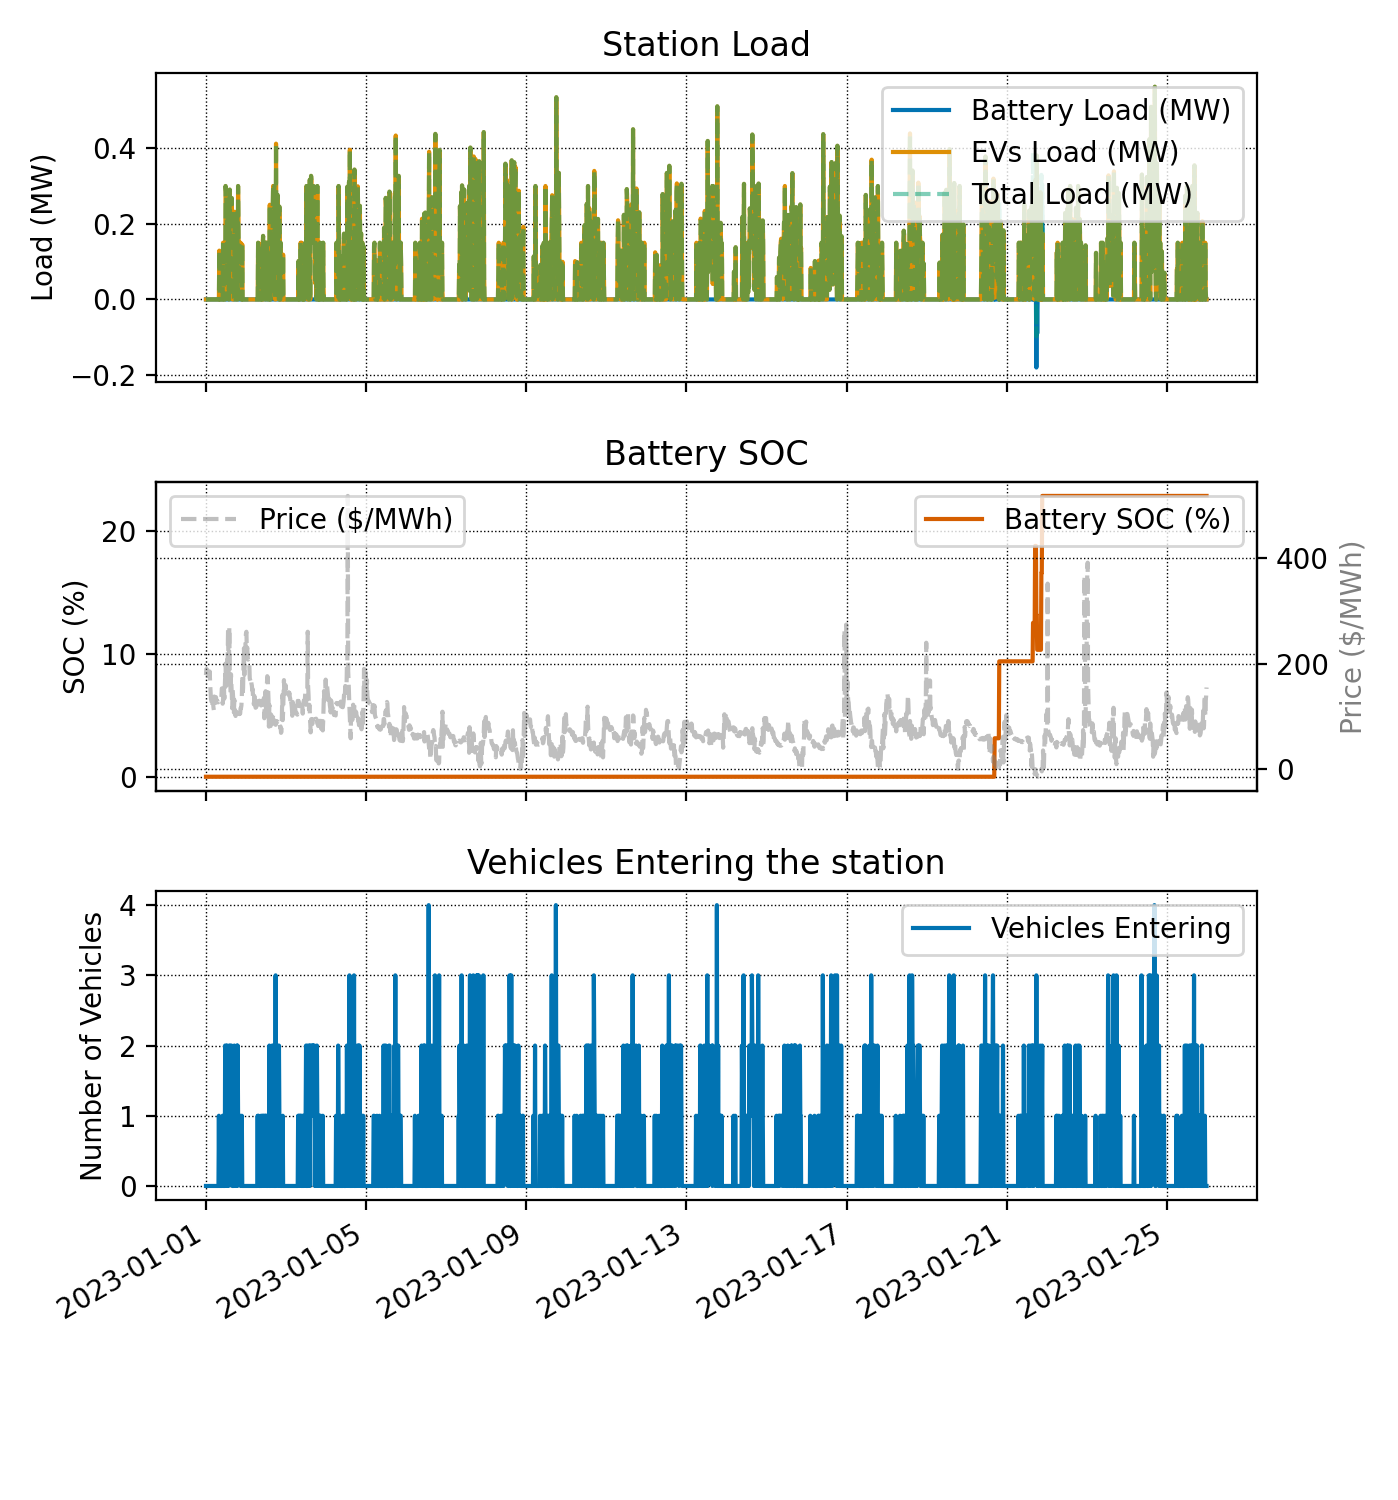 Station Load
Load (MW)
0.4
0.2
0.0
−0.2
Battery Load (MW)
EVs Load (MW)
Total Load (MW)
Battery SOC
SOC (%)
20
10
0
Price ($/MWh)
Battery SOC (%)
400
200
0
Price ($/MWh)
Vehicles Entering the station
Number of Vehicles
4
3
2
1
0
Vehicles Entering
2023-01-01
2023-01-05
2023-01-09
2023-01-13
2023-01-17
2023-01-21
2023-01-25